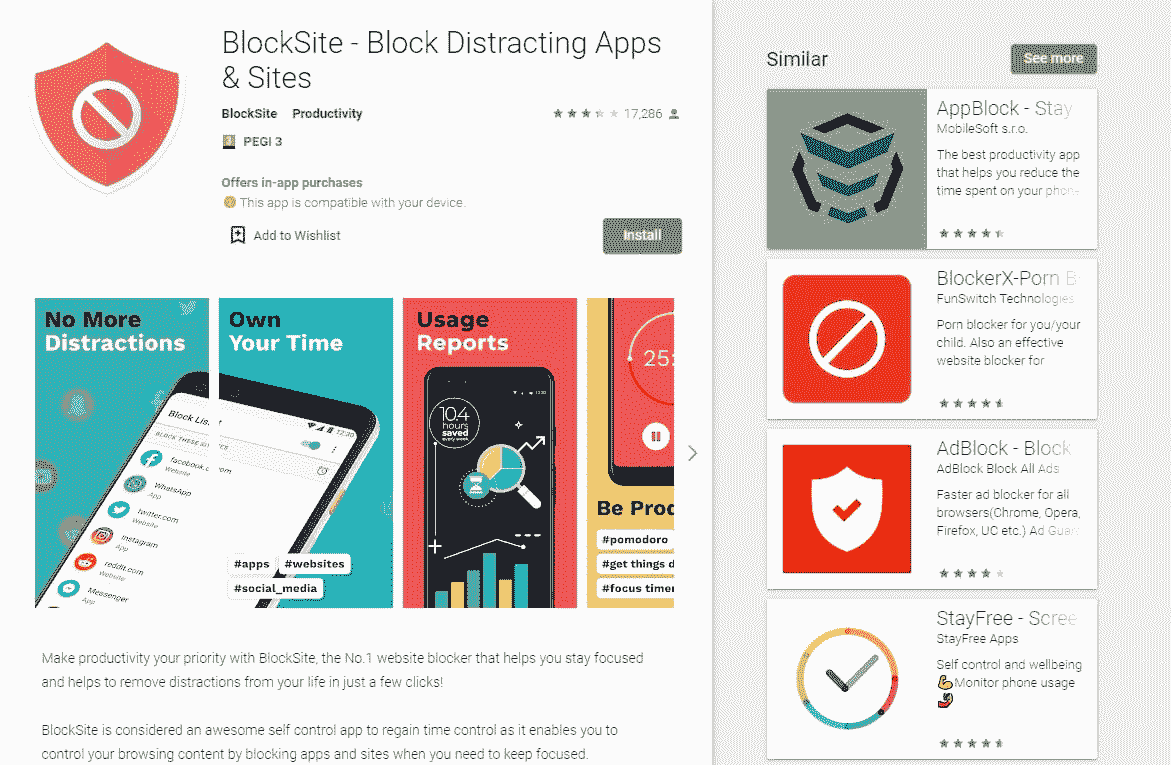 BlockSite - Block Distracting Apps
& Sites
BlockSite Productivity
17,286
PEGI 3
Offers in-app purchases
This app is compatible with your device.
Add to Wishlist
Install
No More
Distractions
Block List
BLOCK THESE
facebook.com
Website
WhatsApp
App
twitter.com
Website
Instagram
App
reddit.com
Website
Messenger
App
12:30
Own
Your Time
#apps #websites
#social_media
Usage
Reports
12:30
10.4
hours
saved
every week
25:
Be Prod
#pomodoro
#get things d
#focus timer
Make productivity your priority with BlockSite, the No.1 website blocker that helps you stay focused
and helps to remove distractions from your life in just a few clicks!
BlockSite is considered an awesome self control app to regain time control as it enables you to
control your browsing content by blocking apps and sites when you need to keep focused.
Similar
See more
AppBlock - Stay
MobileSoft s.r.o.
The best productivity app
that helps you reduce the
time spent on your phone
BlockerX-Porn B
FunSwitch Technologies
Porn blocker for you/your
child. Also an effective
website blocker for
AdBlock - Block
AdBlock Block All Ads
Faster ad blocker for all
browsers(Chrome, Opera,
Firefox, UC etc.) Ad Guar
StayFree - Scree
StayFree Apps
Self control and wellbeing
Monitor phone usage